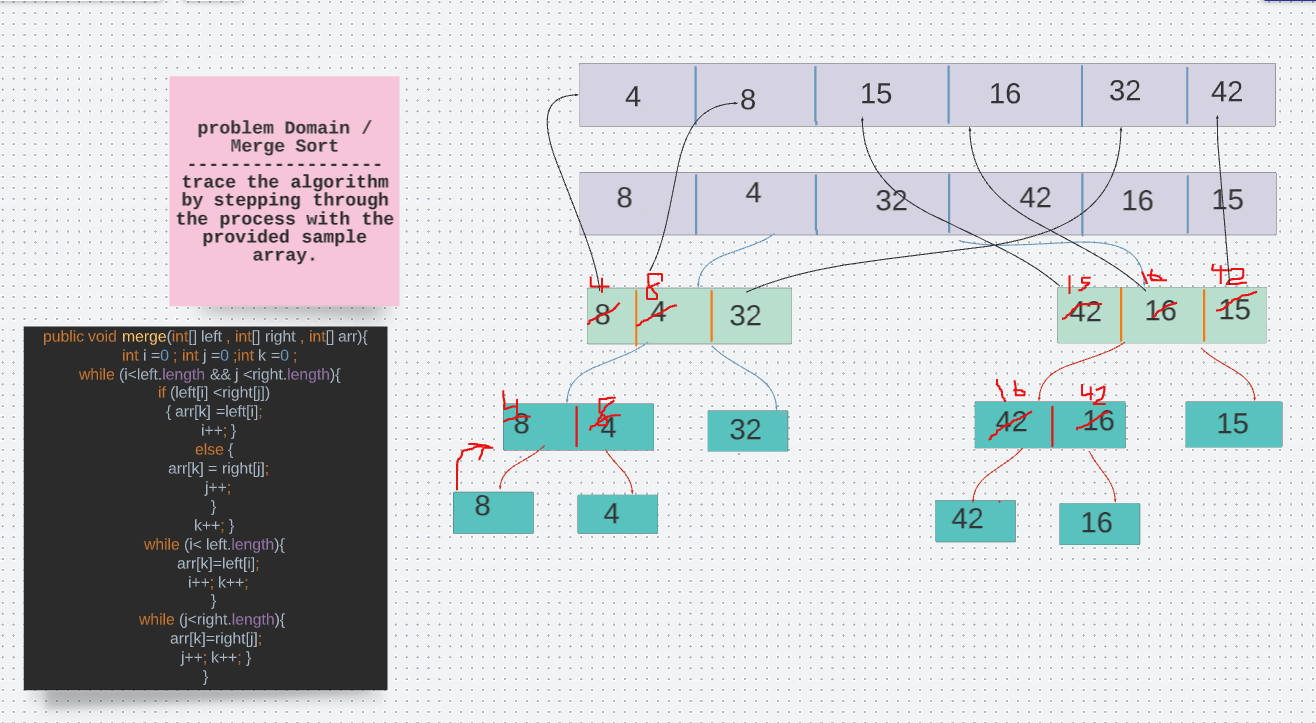 problem Domain /
Merge Sort
------------------
trace the algorithm
by stepping through
the process with the
provided sample
array.
public void merge(int[] left , int[] right , int[] arr){
int i =0 ; int j =0 ;int k =0 ;
while (i<left.length && j <right.length){
if (left[i] <right[j])
{ arr[k] =left[i];
i++; }
else {
arr[k] = right[j];
j++;
}
k++; }
while (i< left.length){
arr[k]=left[i];
i++; k++;
}
while (j<right.length){
arr[k]=right[j];
j++; k++; }
}
4 8 15 16 32 42
8 4 32 42 16 15
4 8
8 4 32
15 16 42
42 16 15
4 8
8 4
32
16 42
42 16
15
8
4
42
16